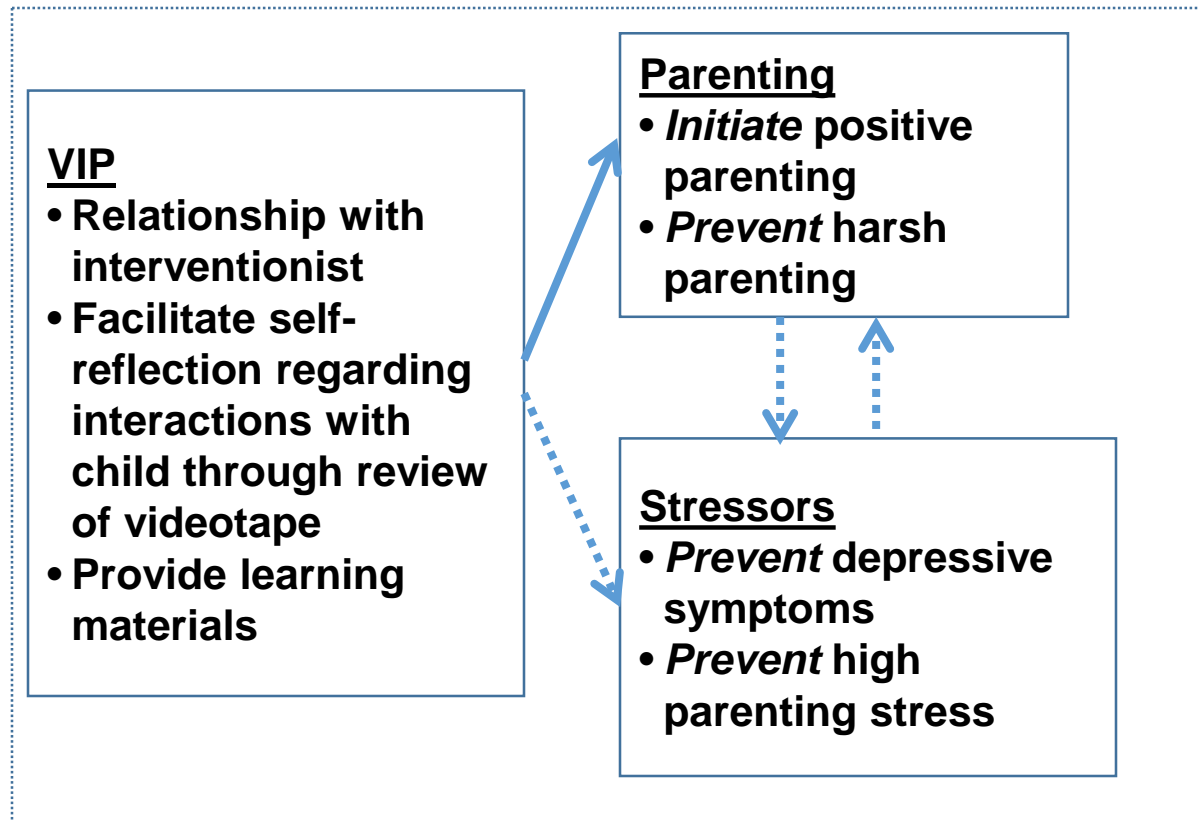 VIP
• Relationship with
interventionist
• Facilitate self-
reflection regarding
interactions with
child through review
of videotape
• Provide learning
materials
Parenting
• Initiate positive
parenting
• Prevent harsh
parenting
Stressors
• Prevent depressive
symptoms
• Prevent high
parenting stress